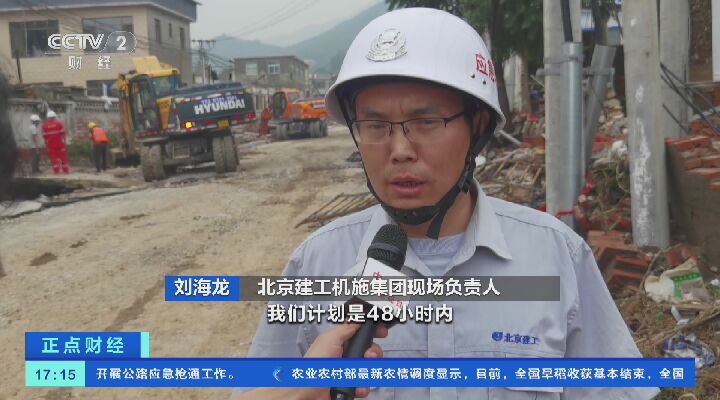 CCTV 2
财经
应急
HYUNDAI
刘海龙 北京建工机施集团现场负责人
我们计划是48小时内
北京建工
正点财经
17:15 开展公路应急抢通工作。 农业农村部最新农情调度显示，目前，全国早稻收获基本结束，全国